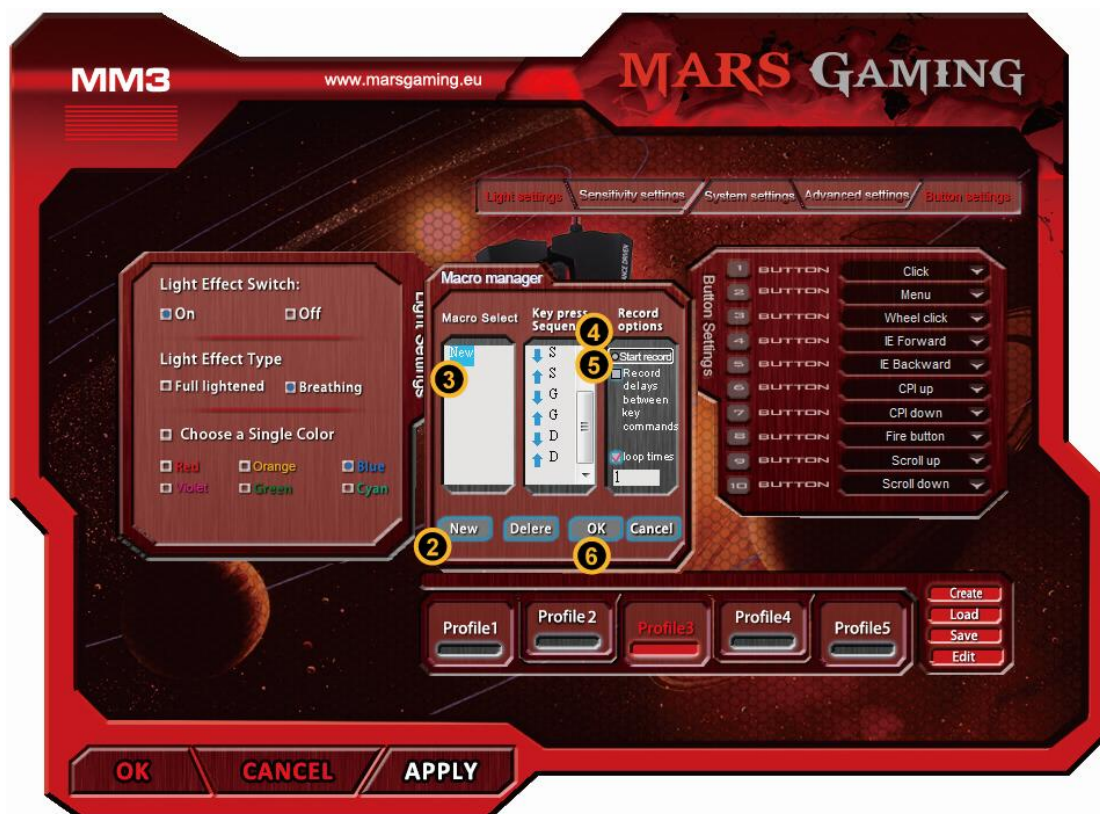 MM3
www.marsgaming.eu
MARS GAMING
Light settings
Sensitivity settings
System settings
Advanced settings
Button settings
Light Effect Switch:
On
Off
Light Effect Type
Full lightened
Breathing
Choose a Single Color
Red
Orange
Blue
Violet
Green
Cyan
Light Settings
Macro manager
Macro Select
New
3
Key press
Sequen
S
S
G
G
D
D
Record
options
4
5
Start record
Record
delays
between
key
commands
loop times
1
New
Delere
OK
Cancel
2
6
Button Settings
1 BUTTON Click
2 BUTTON Menu
3 BUTTON Wheel click
4 BUTTON IE Forward
5 BUTTON IE Backward
6 BUTTON CPI up
7 BUTTON CPI down
8 BUTTON Fire button
9 BUTTON Scroll up
10 BUTTON Scroll down
Profile1
Profile 2
Profile3
Profile4
Profile5
Create
Load
Save
Edit
OK
CANCEL
APPLY